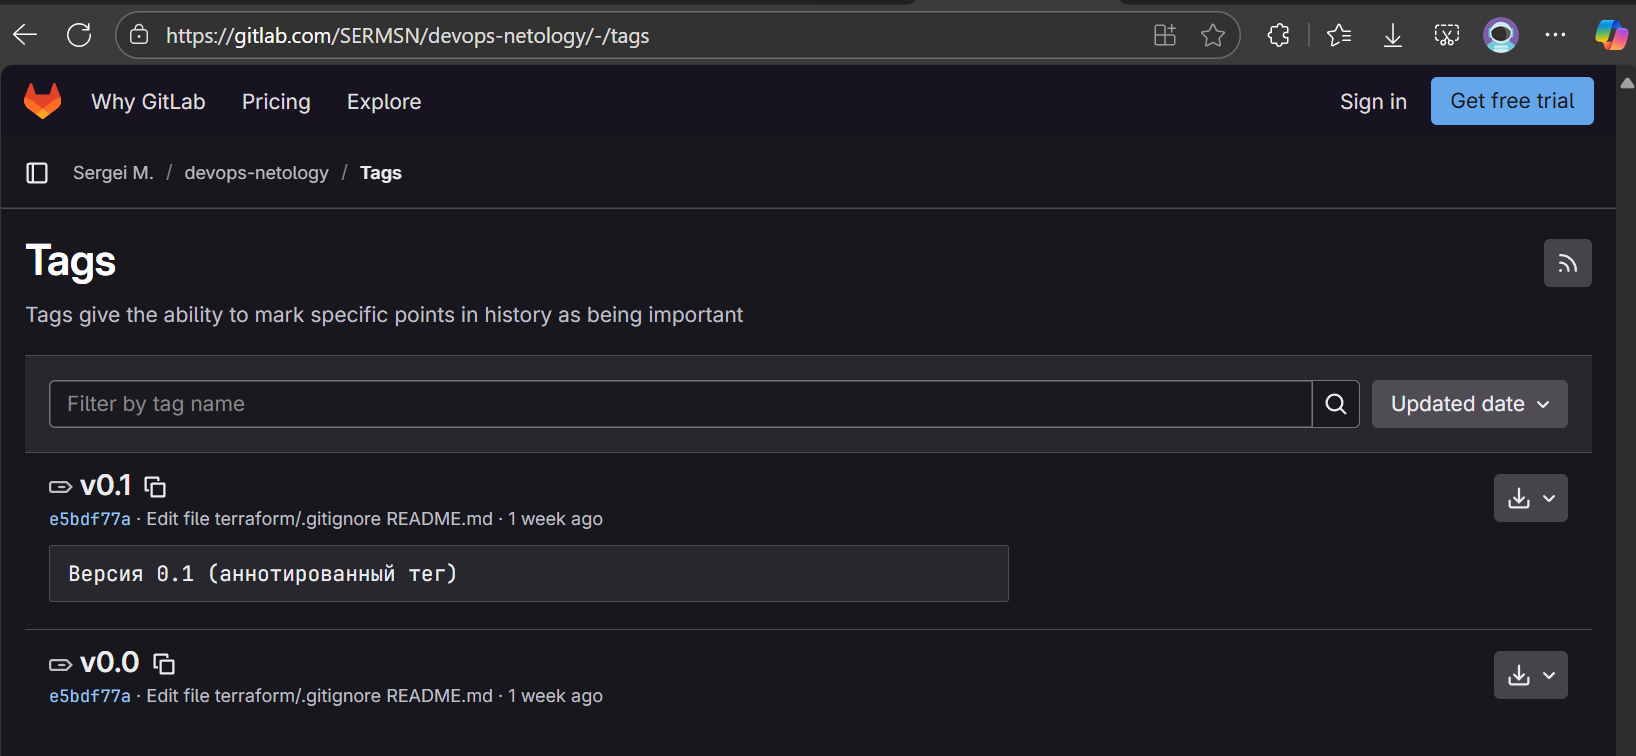 https://gitlab.com/SERMSN/devops-netology/-/tags
Why GitLab Pricing Explore Sign in Get free trial
Sergei M. / devops-netology / Tags
Tags
Tags give the ability to mark specific points in history as being important
Filter by tag name Updated date
v0.1
e5bdf77a · Edit file terraform/.gitignore README.md · 1 week ago
Версия 0.1 (аннотированный тег)
v0.0
e5bdf77a · Edit file terraform/.gitignore README.md · 1 week ago